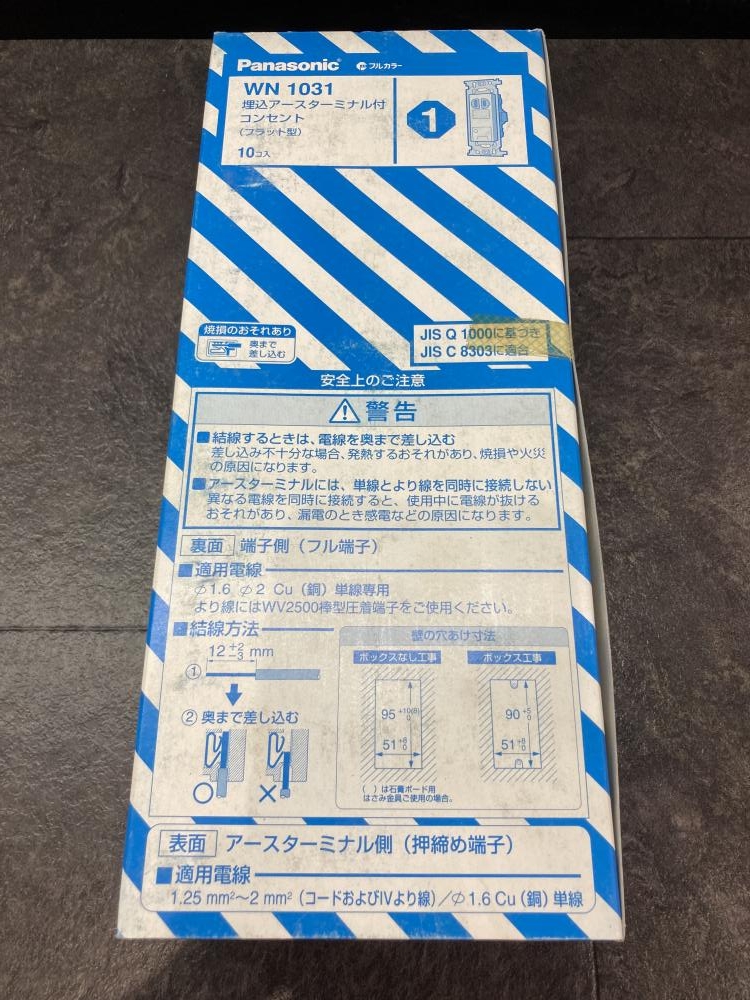 Panasonic フルカラー
WN 1031
埋込アースターミナル付
コンセント
(フラット型)
10コ入
1
焼損のおそれあり
奥まで
差し込む
JIS Q 1000に基づき
JIS C 8303に適合
安全上のご注意
警告
■結線するときは、電線を奥まで差し込む
差し込み不十分な場合、発熱するおそれがあり、焼損や火災
の原因になります。
■アースターミナルには、単線とより線を同時に接続しない
異なる電線を同時に接続すると、使用中に電線が抜ける
おそれがあり、漏電のとき感電などの原因になります。
裏面 端子側(フル端子)
■適用電線
φ1.6 φ2 Cu(銅)単線専用
より線にはWV2500棒型圧着端子をご使用ください。
■結線方法
12 +2 -3 mm
①
② 奥まで差し込む
○ ×
壁の穴あけ寸法
ボックスなし工事 ボックス工事
95 +10(8) 0
51 +8 0
90 +5 0
51 +8 0
( )は石膏ボード用
はさみ金具ご使用の場合。
表面 アースターミナル側(押締め端子)
■適用電線
1.25 mm²～2 mm²(コードおよびIVより線)/φ1.6 Cu(銅)単線